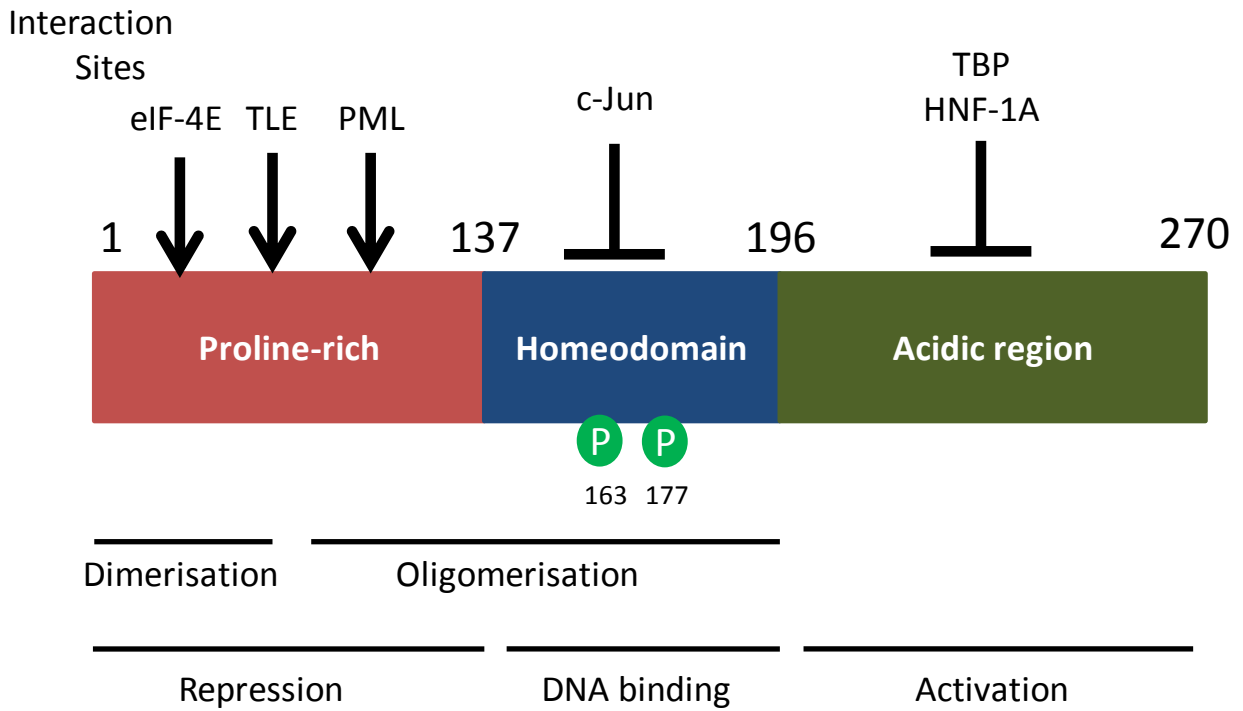 Interaction
Sites
eIF-4E TLE PML
c-Jun
TBP
HNF-1A
1 137 196 270
Proline-rich Homeodomain Acidic region
P P
163 177
Dimerisation Oligomerisation
Repression DNA binding Activation